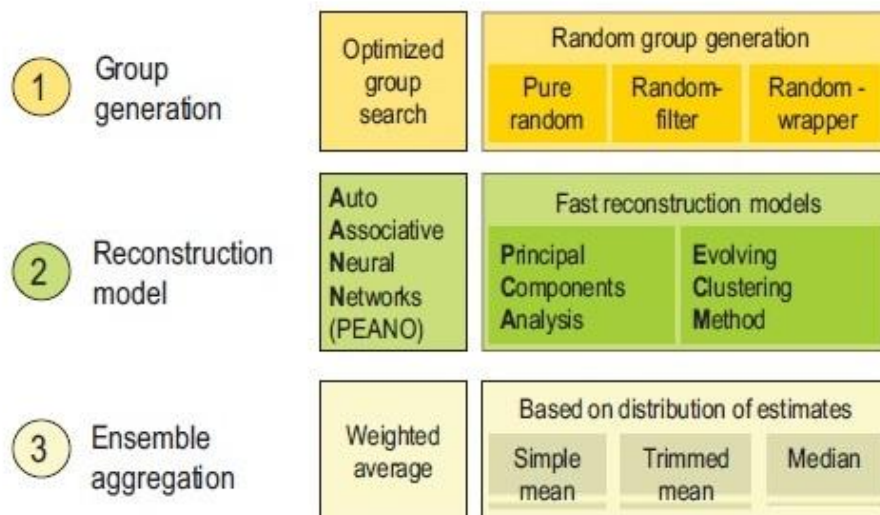 1
Group
generation
Optimized
group
search
Random group generation
Pure
random
Random-
filter
Random -
wrapper
2
Reconstruction
model
Auto
Associative
Neural
Networks
(PEANO)
Fast reconstruction models
Principal
Components
Analysis
Evolving
Clustering
Method
3
Ensemble
aggregation
Weighted
average
Based on distribution of estimates
Simple
mean
Trimmed
mean
Median